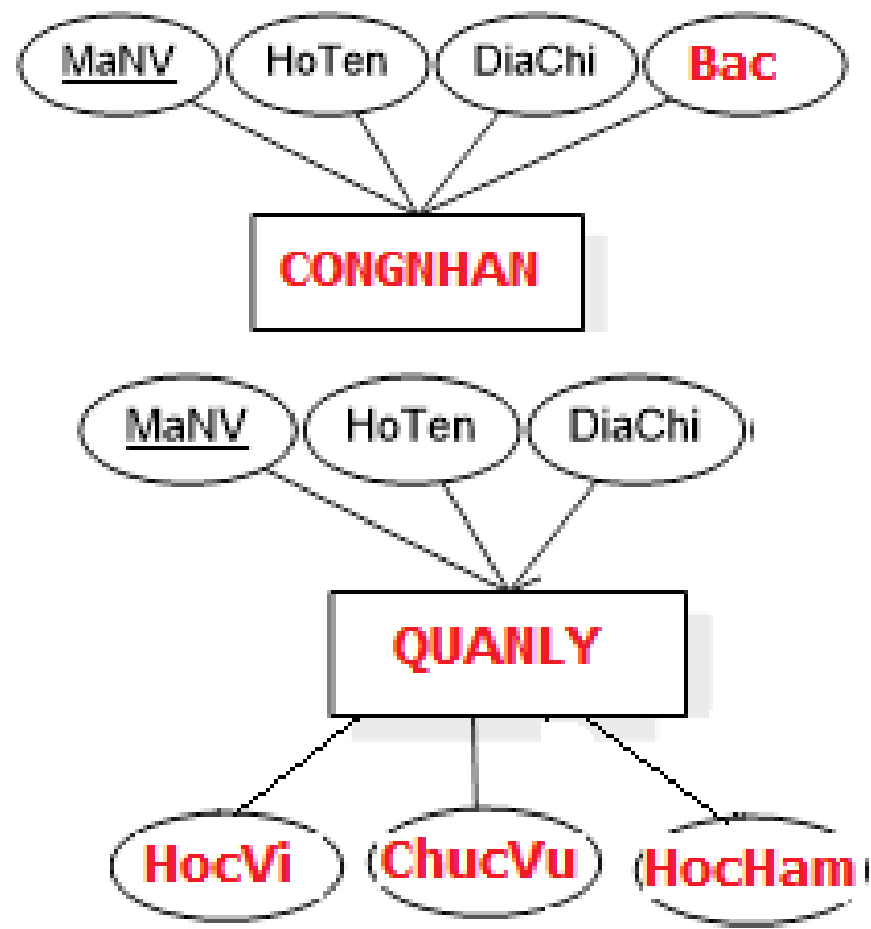 MaNV HoTen DiaChi Bac
CONGNHAN
MaNV HoTen DiaChi
QUANLY
HocVi ChucVu HocHam